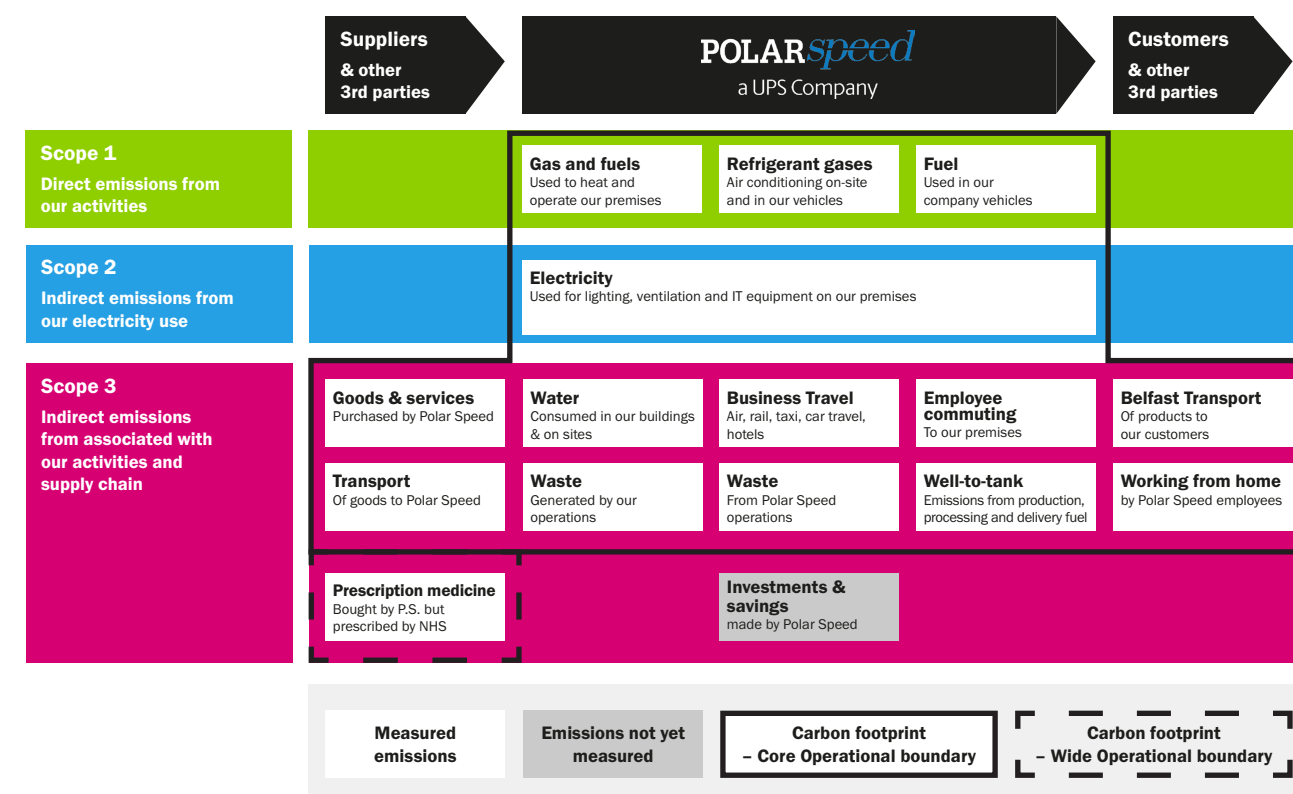 Suppliers
& other
3rd parties
POLARspeed
a UPS Company
Customers
& other
3rd parties
Scope 1
Direct emissions from
our activities
Gas and fuels
Used to heat and
operate our premises
Refrigerant gases
Air conditioning on-site
and in our vehicles
Fuel
Used in our
company vehicles
Scope 2
Indirect emissions from
our electricity use
Electricity
Used for lighting, ventilation and IT equipment on our premises
Scope 3
Indirect emissions
from associated with
our activities and
supply chain
Goods & services
Purchased by Polar Speed
Water
Consumed in our buildings
& on sites
Business Travel
Air, rail, taxi, car travel,
hotels
Employee
commuting
To our premises
Belfast Transport
Of products to
our customers
Transport
Of goods to Polar Speed
Waste
Generated by our
operations
Waste
From Polar Speed
operations
Well-to-tank
Emissions from production,
processing and delivery fuel
Working from home
by Polar Speed employees
Prescription medicine
Bought by P.S. but
prescribed by NHS
Investments &
savings
made by Polar Speed
Measured
emissions
Emissions not yet
measured
Carbon footprint
– Core Operational boundary
Carbon footprint
– Wide Operational boundary